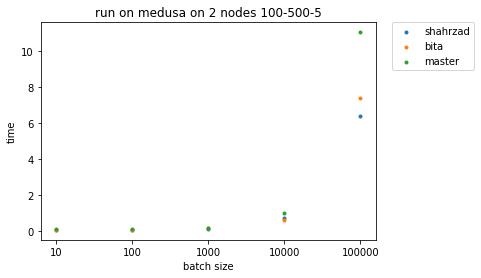 run on medusa on 2 nodes 100-500-5
shahrzad
bita
master
10
8
6
4
2
0
time
10
100
1000
10000
100000
batch size